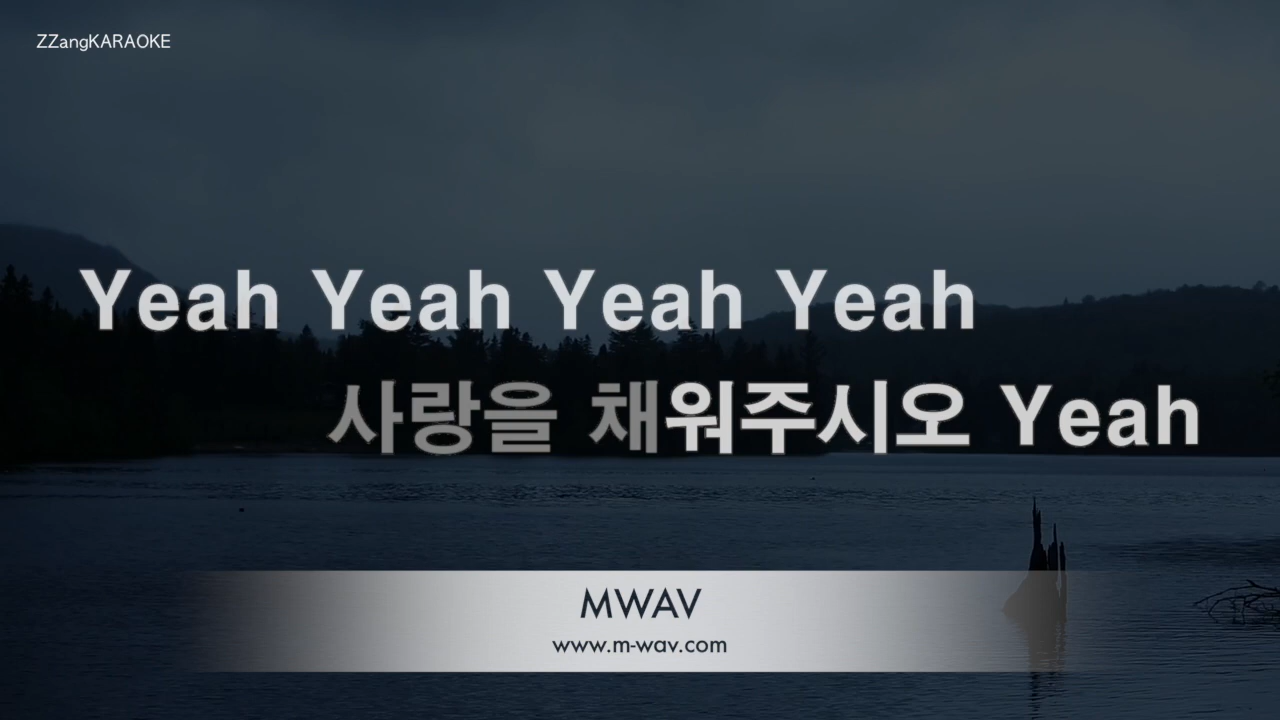 ZZangKARAOKE
Yeah Yeah Yeah Yeah
사랑을 채워주시오 Yeah
MWAV
www.m-wav.com